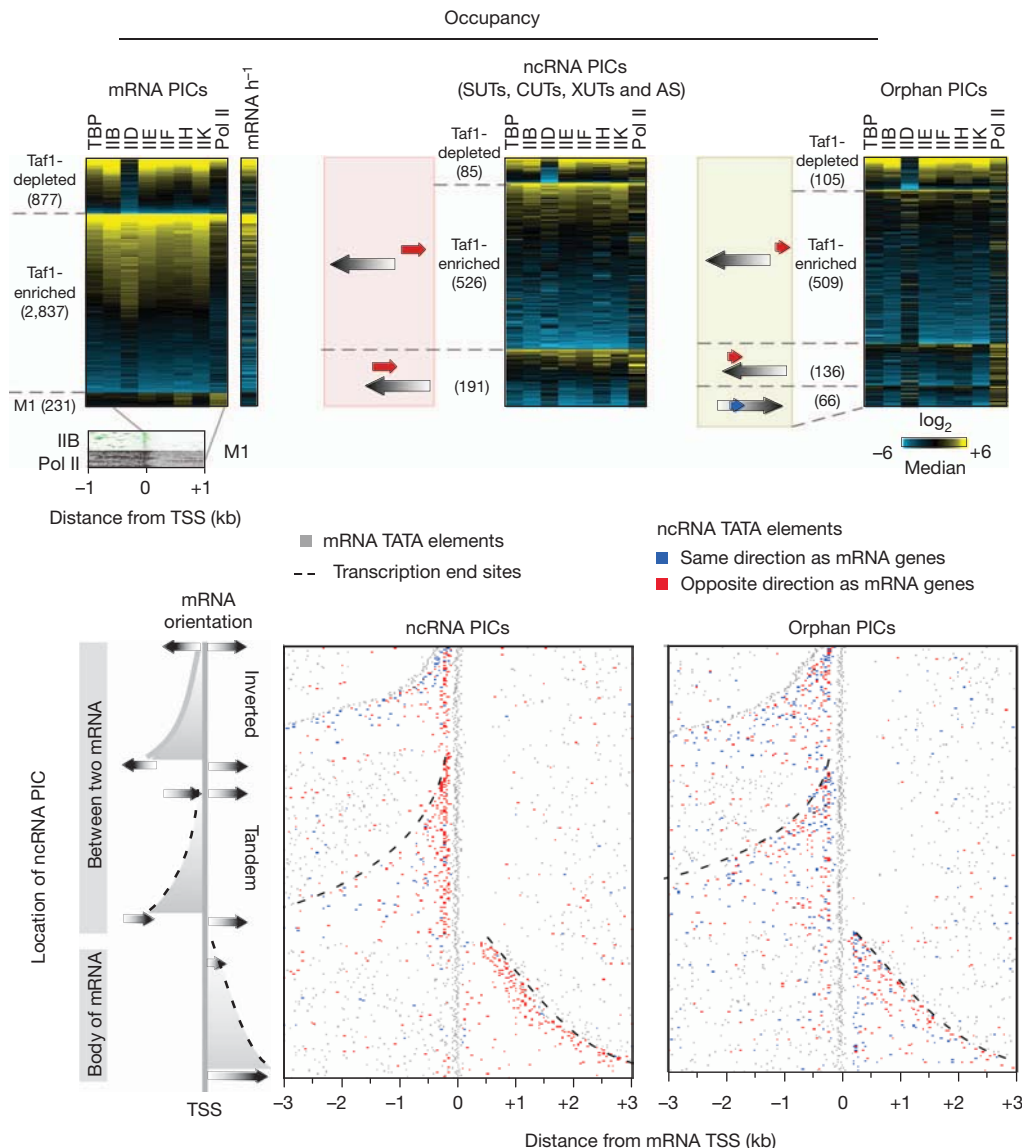 Occupancy
mRNA PICs
TBP
IIB
IID
IIE
IIF
IIH
IIK
Pol II
mRNA h⁻¹
Taf1-
depleted
(877)
Taf1-
enriched
(2,837)
M1 (231)
IIB
Pol II
M1
−1 0 +1
Distance from TSS (kb)
ncRNA PICs
(SUTs, CUTs, XUTs and AS)
TBP
IIB
IID
IIE
IIF
IIH
IIK
Pol II
Taf1-
depleted
(85)
Taf1-
enriched
(526)
(191)
Orphan PICs
TBP
IIB
IID
IIE
IIF
IIH
IIK
Pol II
Taf1-
depleted
(105)
Taf1-
enriched
(509)
(136)
(66)
log₂
−6 +6
Median
mRNA TATA elements
Transcription end sites
ncRNA TATA elements
Same direction as mRNA genes
Opposite direction as mRNA genes
mRNA
orientation
ncRNA PICs
Orphan PICs
Location of ncRNA PIC
Between two mRNA
Body of mRNA
Inverted
Tandem
TSS
−3 −2 −1 0 +1 +2 +3
−3 −2 −1 0 +1 +2 +3
Distance from mRNA TSS (kb)